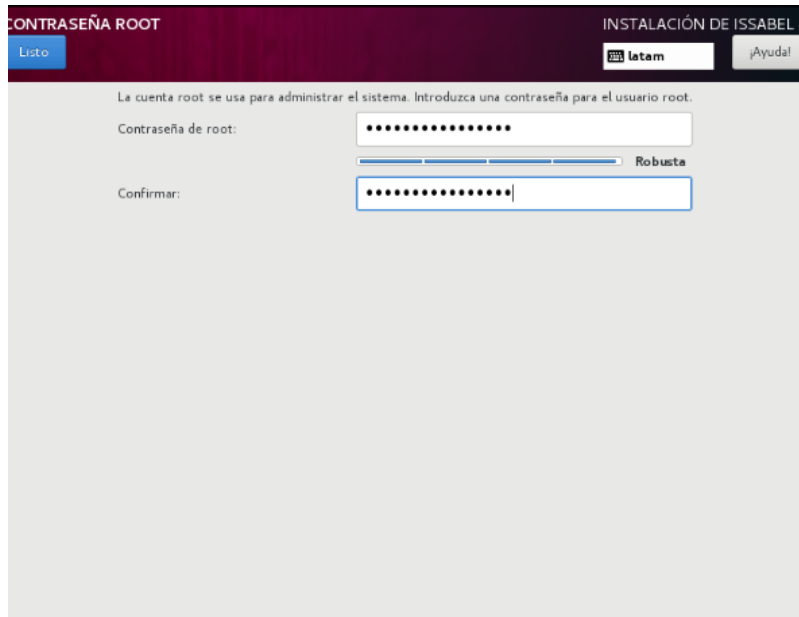 CONTRASEÑA ROOT
INSTALACIÓN DE ISSABEL
Listo
latam
¡Ayuda!
La cuenta root se usa para administrar el sistema. Introduzca una contraseña para el usuario root.
Contraseña de root:
••••••••••••••••
Robusta
Confirmar:
••••••••••••••••